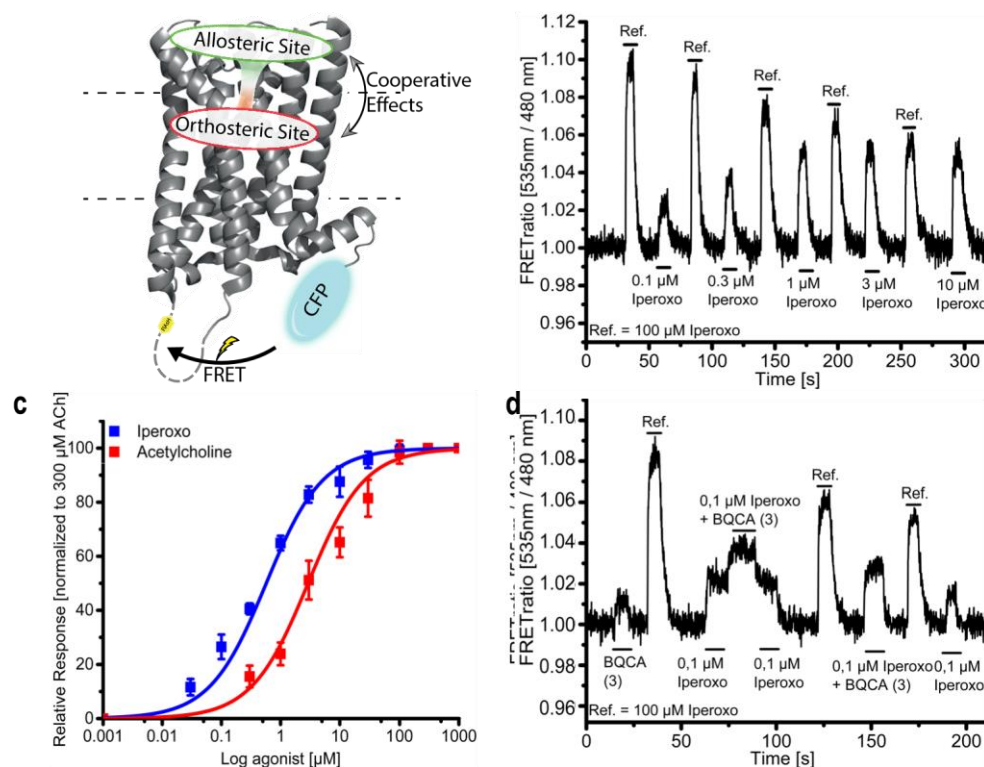 Allosteric Site
Cooperative
Effects
Orthosteric Site
CFP
FRET
FRETratio [535nm / 480 nm]
1.12
1.10
1.08
1.06
1.04
1.02
1.00
0.98
0.96
Ref.
Ref.
Ref.
Ref.
Ref.
0.1 µM
Iperoxo
0.3 µM
Iperoxo
1 µM
Iperoxo
3 µM
Iperoxo
10 µM
Iperoxo
Ref. = 100 µM Iperoxo
0 50 100 150 200 250 300
Time [s]
c
Relative Response [normalized to 300 µM ACh]
Iperoxo
Acetylcholine
100
80
60
40
20
0
0.001 0.01 0.1 1 10 100 1000
Log agonist [µM]
d
FRETratio [535nm / 480 nm]
1.10
1.08
1.06
1.04
1.02
1.00
0.98
0.96
Ref.
0,1 µM Iperoxo
+ BQCA (3)
Ref.
Ref.
BQCA
(3)
0,1 µM
Iperoxo
0,1 µM
Iperoxo
0,1 µM Iperoxo
+ BQCA (3)
0,1 µM
Iperoxo
Ref. = 100 µM Iperoxo
0 50 100 150 200
Time [s]